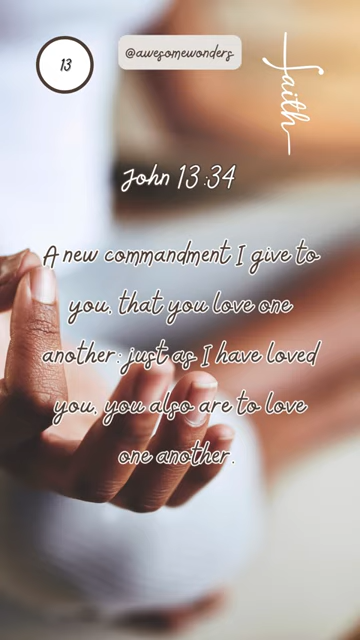 13
@awesomewonders
faith
John 13:34
A new commandment I give to
you, that you love one
another: just as I have loved
you, you also are to love
one another.